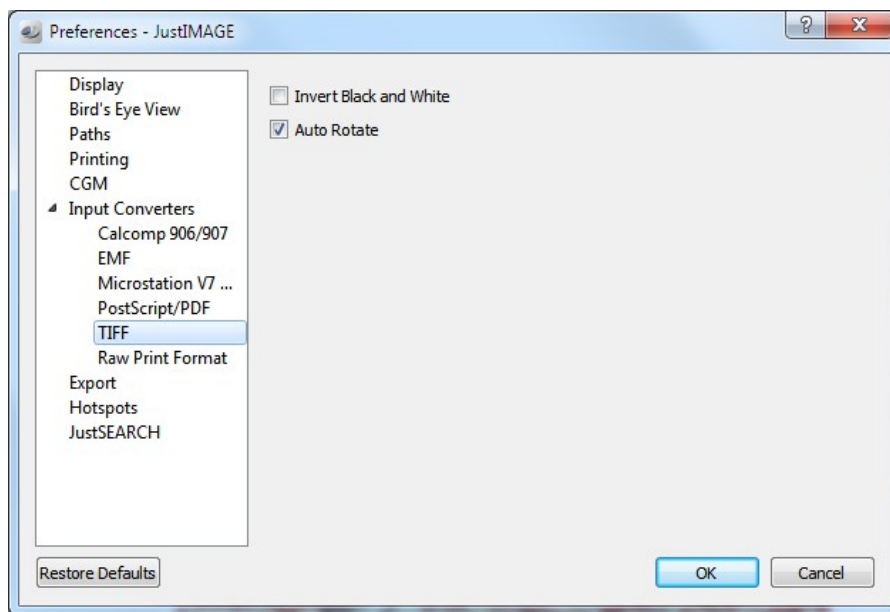 Preferences - JustIMAGE
Display
Bird's Eye View
Paths
Printing
CGM
Input Converters
Calcomp 906/907
EMF
Microstation V7 ...
PostScript/PDF
TIFF
Raw Print Format
Export
Hotspots
JustSEARCH
Invert Black and White
Auto Rotate
Restore Defaults
OK
Cancel